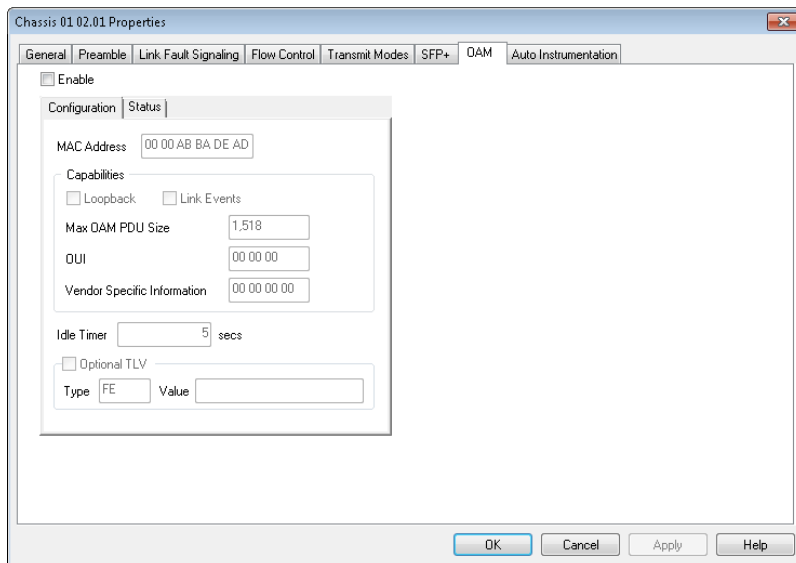 Chassis 01 02.01 Properties
General Preamble Link Fault Signaling Flow Control Transmit Modes SFP+ OAM Auto Instrumentation
Enable
Configuration Status
MAC Address 00 00 AB BA DE AD
Capabilities
Loopback Link Events
Max OAM PDU Size 1,518
OUI 00 00 00
Vendor Specific Information 00 00 00 00
Idle Timer 5 secs
Optional TLV
Type FE Value
OK Cancel Apply Help